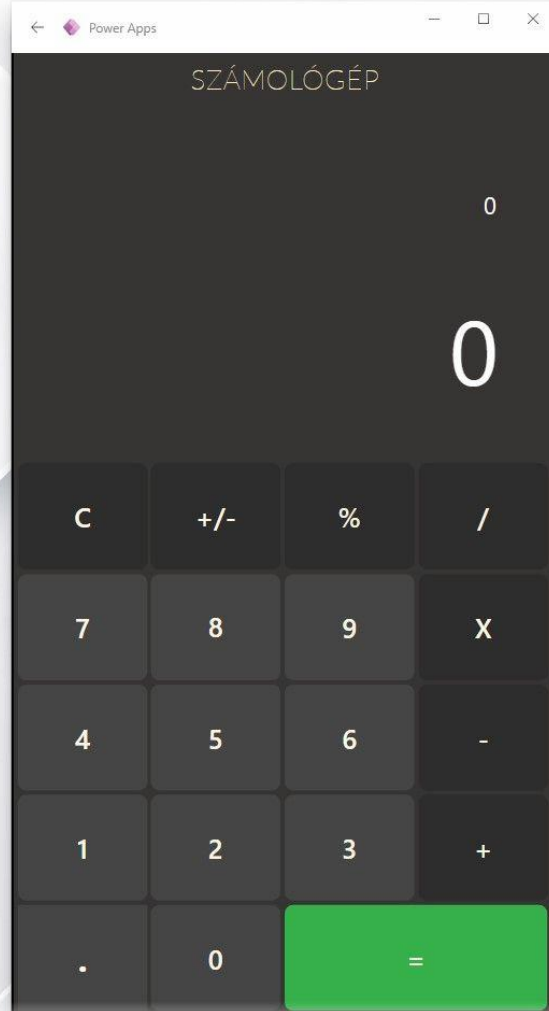 Power Apps
SZÁMOLÓGÉP
0
0
C +/- % /
7 8 9 X
4 5 6 -
1 2 3 +
. 0 =